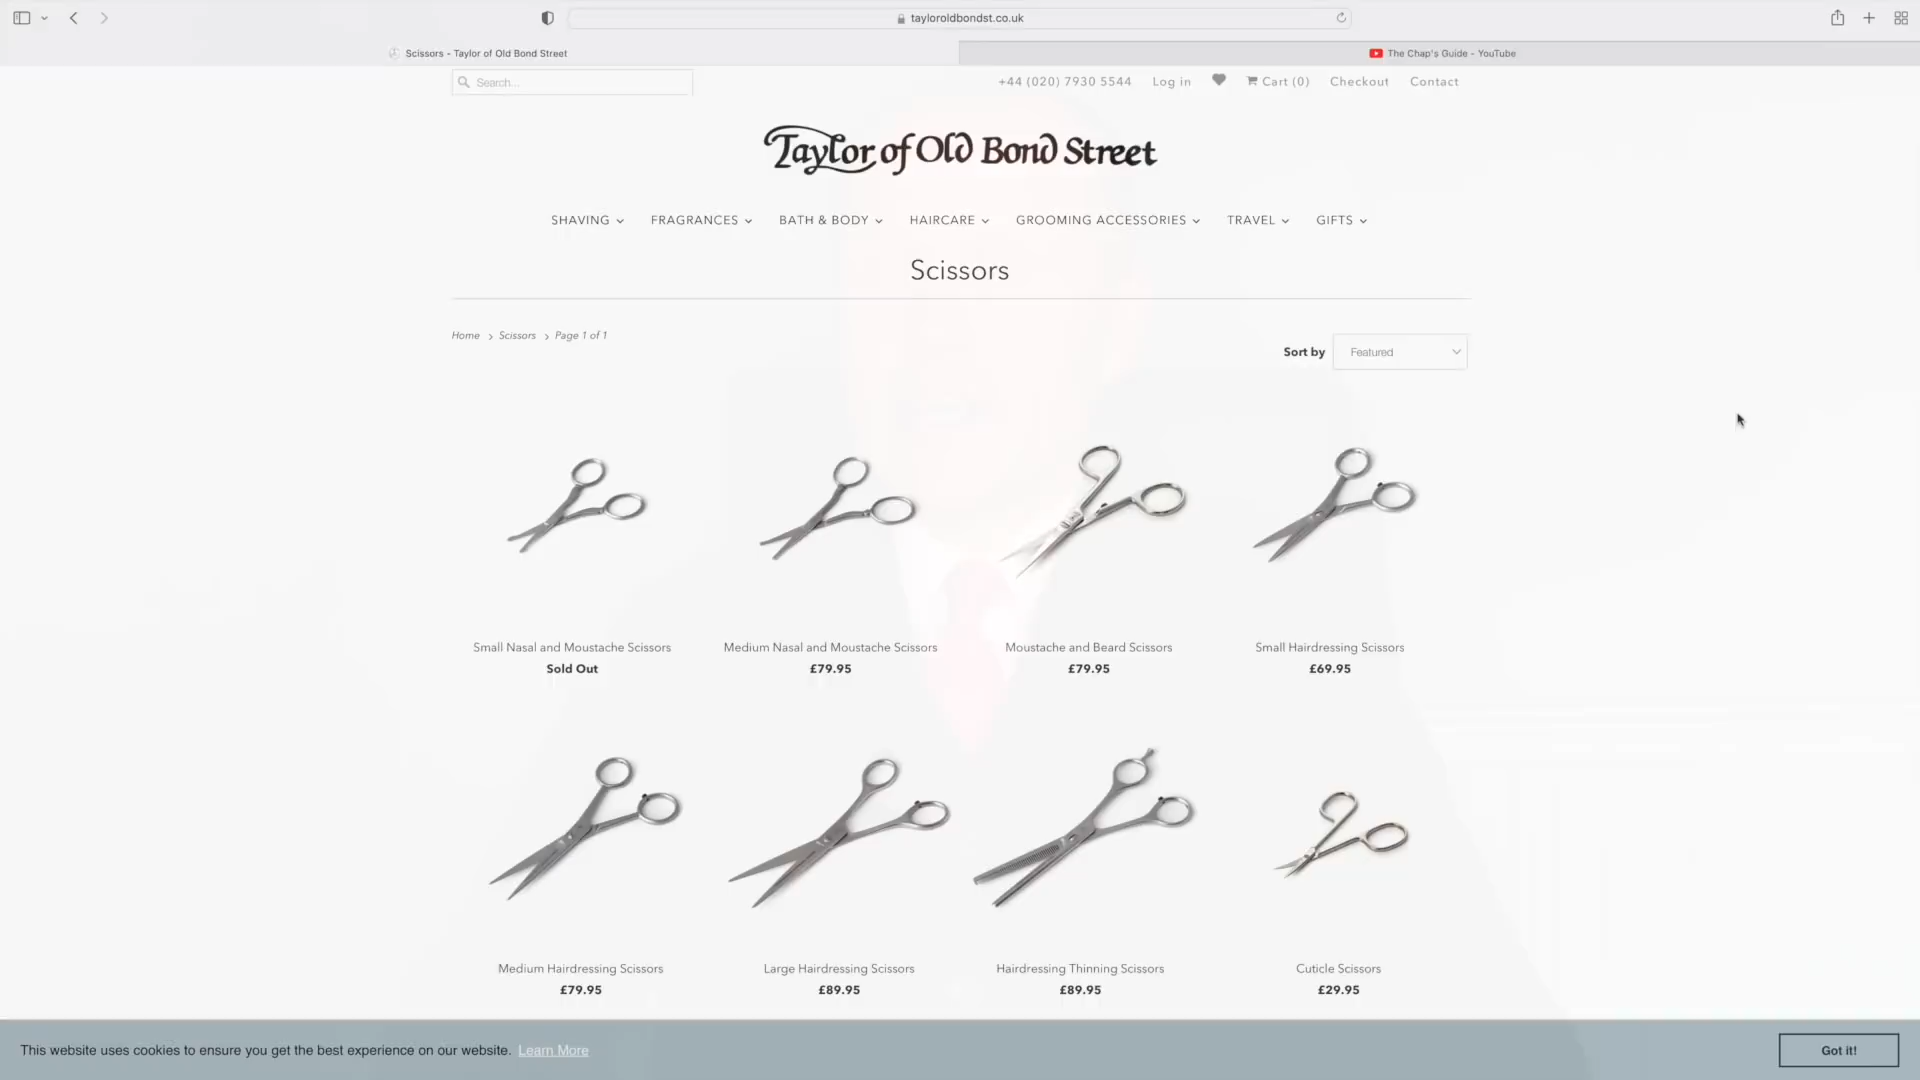 tayloroldbondst.co.uk
Scissors - Taylor of Old Bond Street
The Chap's Guide - YouTube
Search...
+44 (020) 7930 5544
Log in
Cart (0)
Checkout
Contact
Taylor of Old Bond Street
SHAVING
FRAGRANCES
BATH & BODY
HAIRCARE
GROOMING ACCESSORIES
TRAVEL
GIFTS
Scissors
Home > Scissors > Page 1 of 1
Sort by
Featured
Small Nasal and Moustache Scissors
Sold Out
Medium Nasal and Moustache Scissors
£79.95
Moustache and Beard Scissors
£79.95
Small Hairdressing Scissors
£69.95
Medium Hairdressing Scissors
£79.95
Large Hairdressing Scissors
£89.95
Hairdressing Thinning Scissors
£89.95
Cuticle Scissors
£29.95
This website uses cookies to ensure you get the best experience on our website. Learn More
Got it!